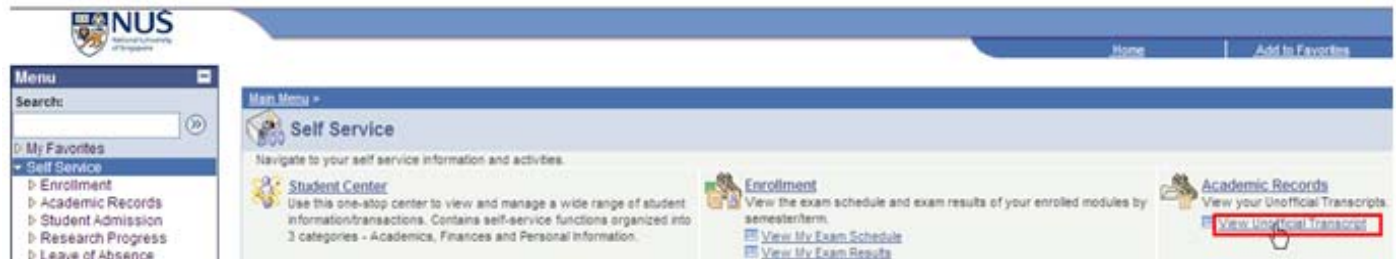 NUS
National University
of Singapore
Home
Add to Favorites
Menu
Search:
My Favorites
Self Service
Enrollment
Academic Records
Student Admission
Research Progress
Leave of Absence
Main Menu >
Self Service
Navigate to your self service information and activities.
Student Center
Use this one-stop center to view and manage a wide range of student
information/transactions. Contains self-service functions organized into
3 categories - Academics, Finances and Personal Information.
Enrollment
View the exam schedule and exam results of your enrolled modules by
semester/term.
View My Exam Schedule
View My Exam Results
Academic Records
View your Unofficial Transcripts.
View Unofficial Transcript